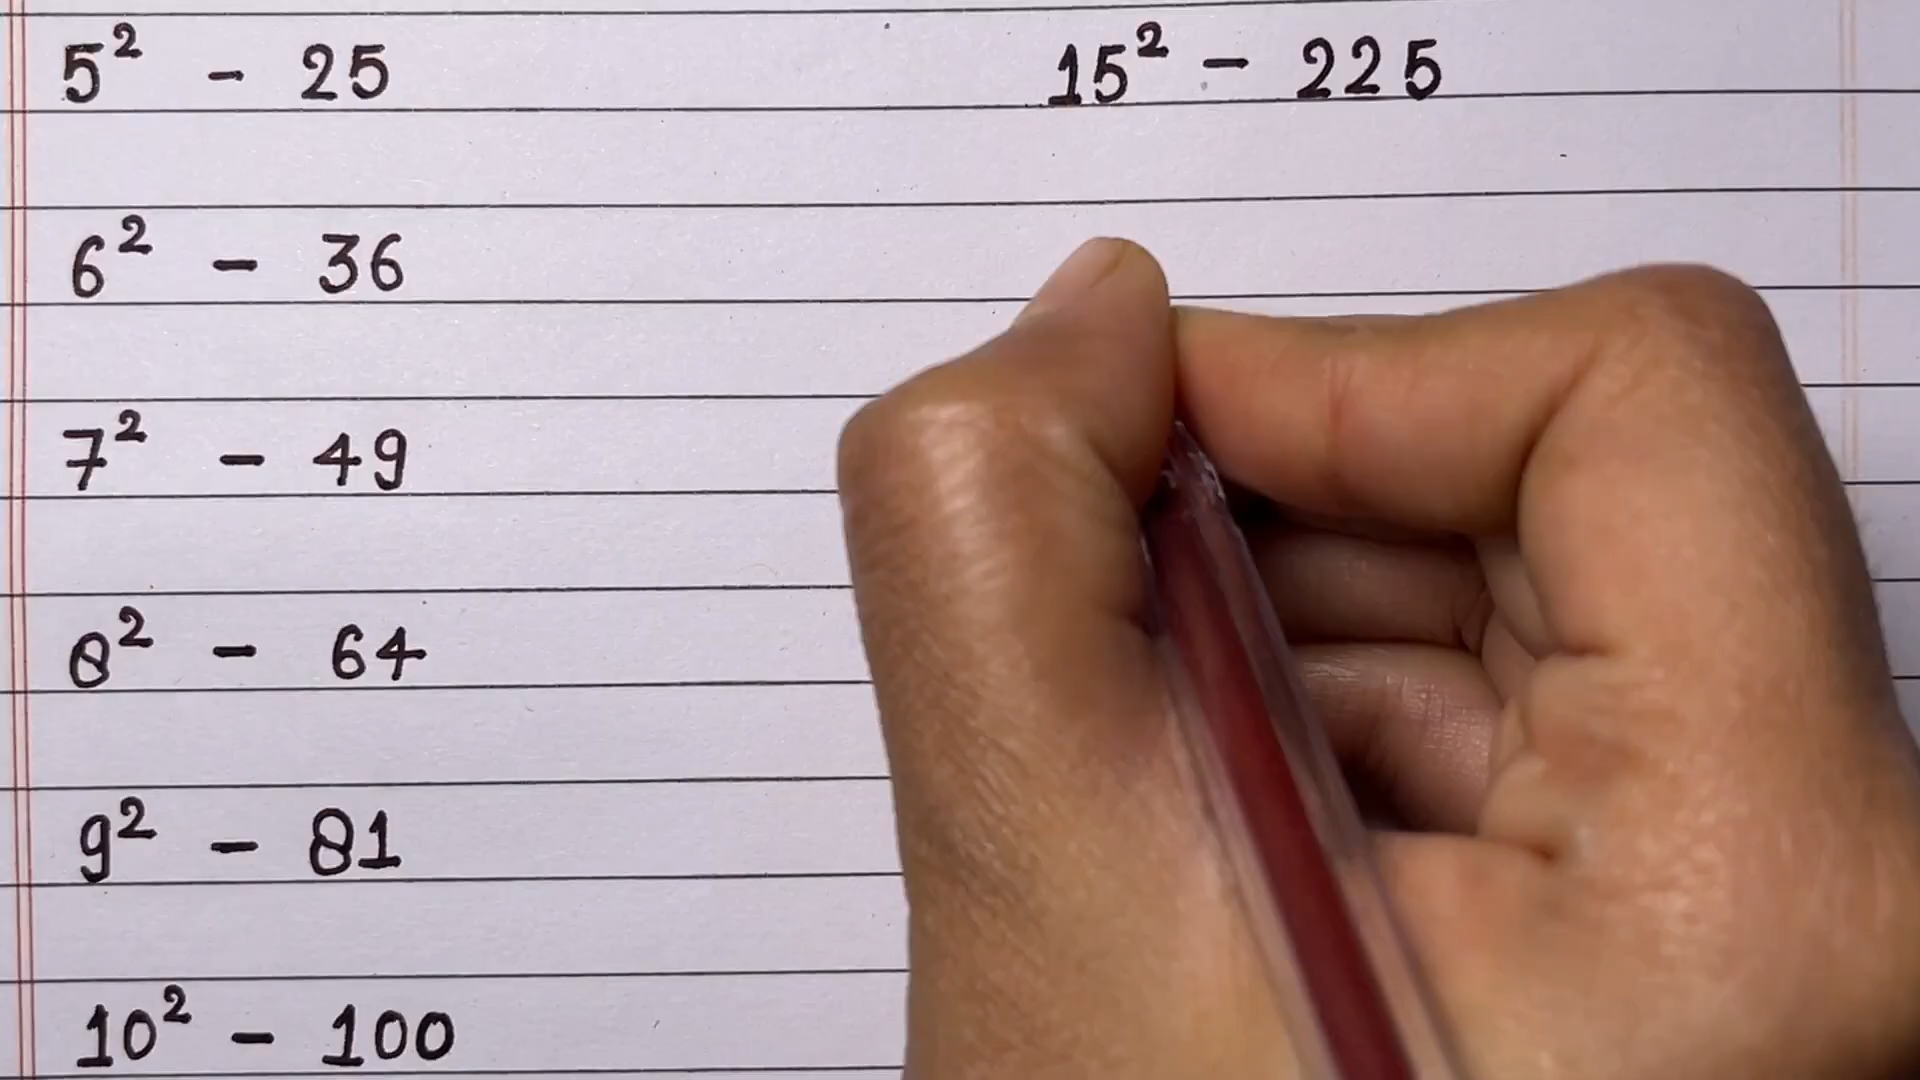 5² - 25
15² - 225
6² - 36
7² - 49
8² - 64
9² - 81
10² - 100